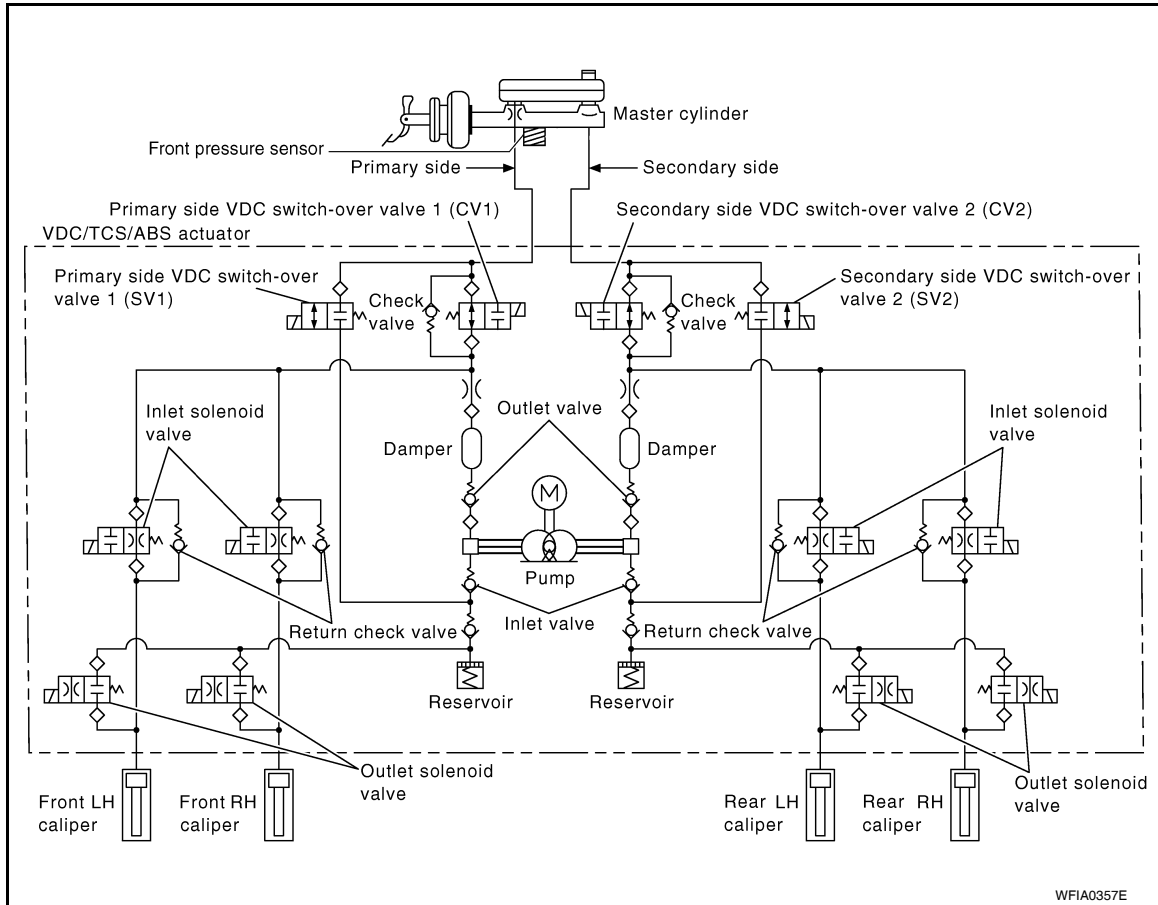 Master cylinder
Front pressure sensor
Primary side
Secondary side
Primary side VDC switch-over valve 1 (CV1)
Secondary side VDC switch-over valve 2 (CV2)
VDC/TCS/ABS actuator
Primary side VDC switch-over
valve 1 (SV1)
Check
valve
Check
valve
Secondary side VDC switch-over
valve 2 (SV2)
Inlet solenoid
valve
Outlet valve
Inlet solenoid
valve
Damper
Damper
M
Pump
Return check valve
Inlet valve
Return check valve
Reservoir
Reservoir
Outlet solenoid
valve
Outlet solenoid
valve
Front LH
caliper
Front RH
caliper
Rear LH
caliper
Rear RH
caliper
WFIA0357E